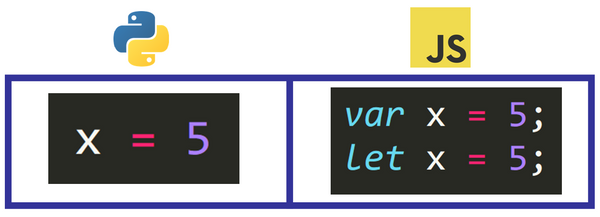 JS
x = 5
var x = 5;
let x = 5;